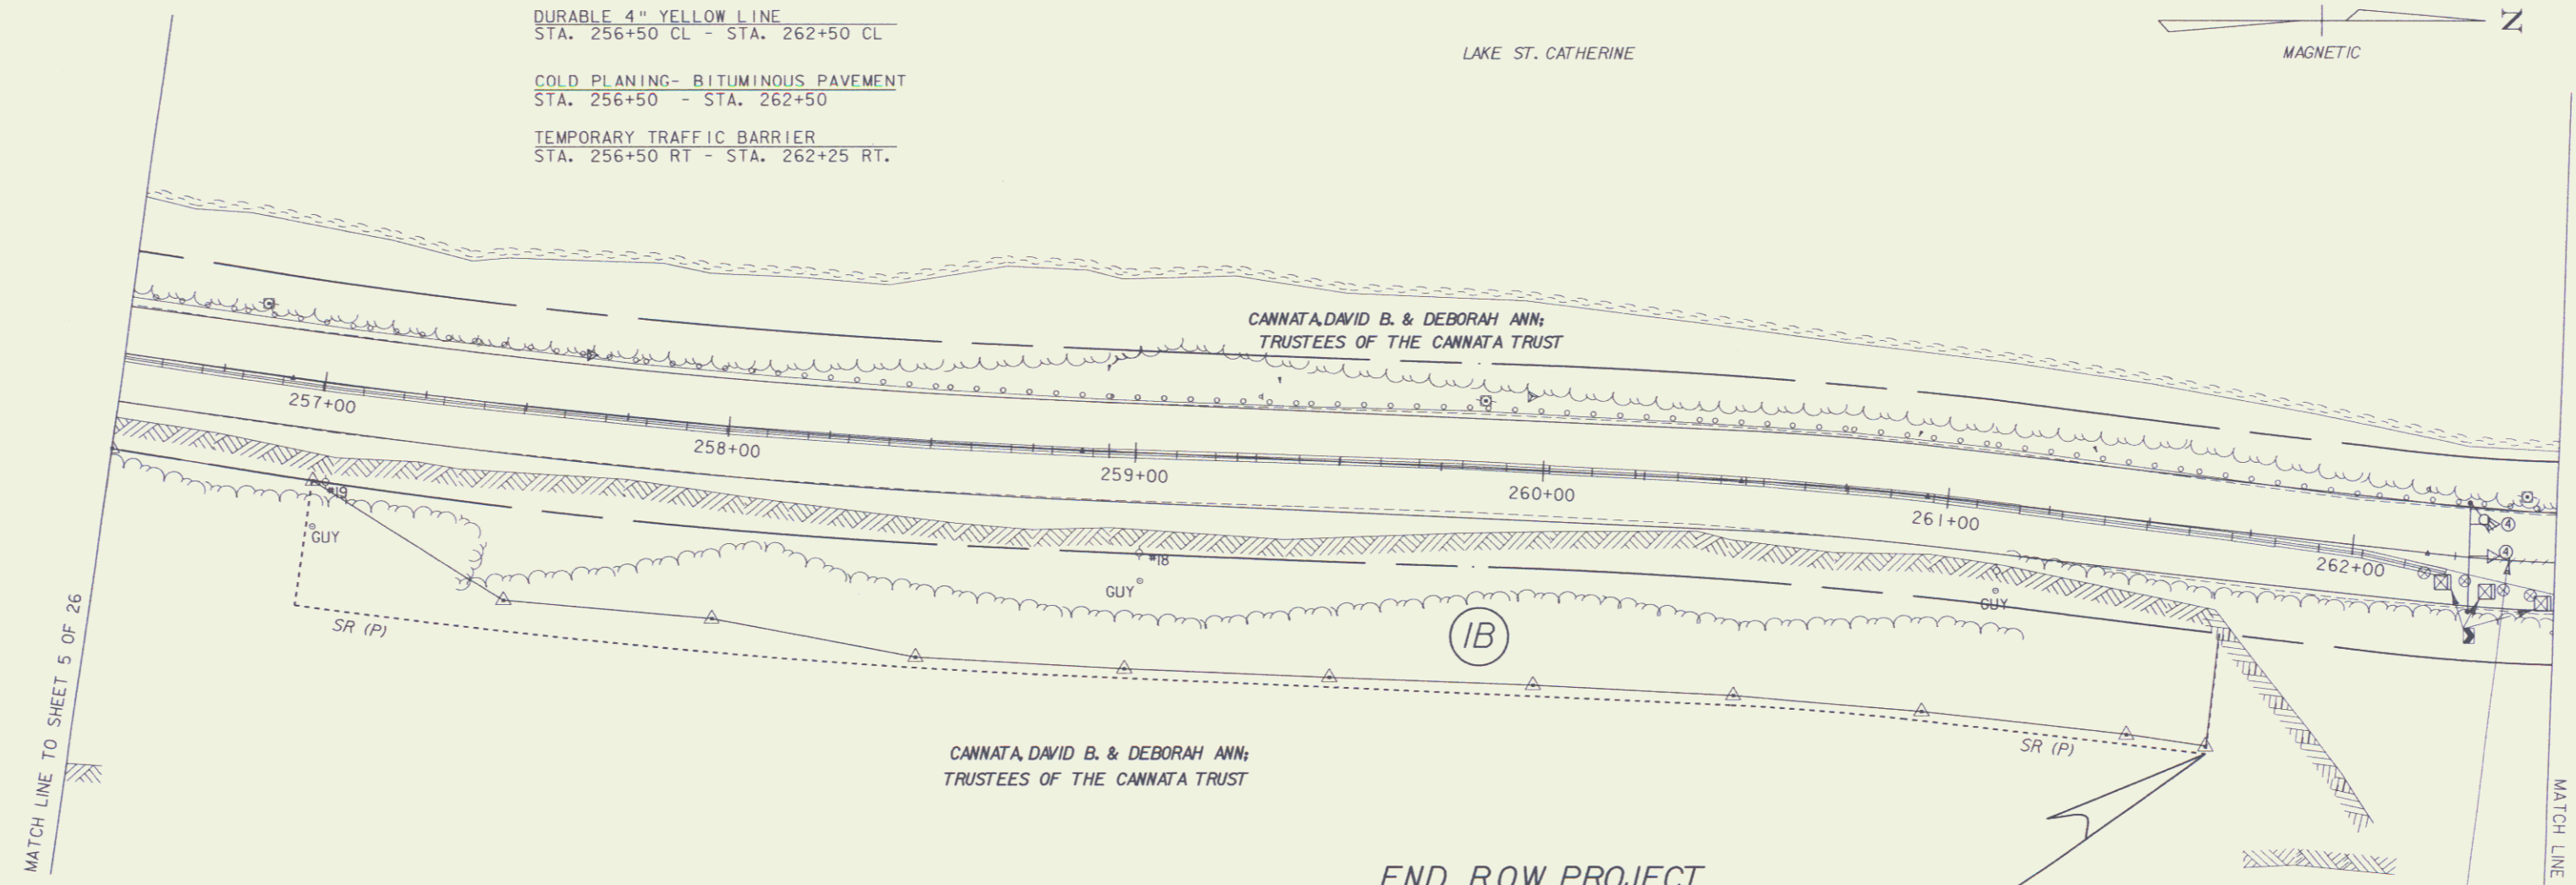 DURABLE 4" YELLOW LINE
STA. 256+50 CL - STA. 262+50 CL
COLD PLANING- BITUMINOUS PAVEMENT
STA. 256+50 - STA. 262+50
TEMPORARY TRAFFIC BARRIER
STA. 256+50 RT - STA. 262+25 RT.
LAKE ST. CATHERINE
N
MAGNETIC
CANNATA, DAVID B. & DEBORAH ANN;
TRUSTEES OF THE CANNATA TRUST
257+00
258+00
259+00
260+00
261+00
262+00
4
4
#19
GUY
#18
GUY
GUY
SR (P)
1B
SR (P)
CANNATA, DAVID B. & DEBORAH ANN;
TRUSTEES OF THE CANNATA TRUST
MATCH LINE TO SHEET 5 OF 26
MATCH LINE
END ROW PROJECT